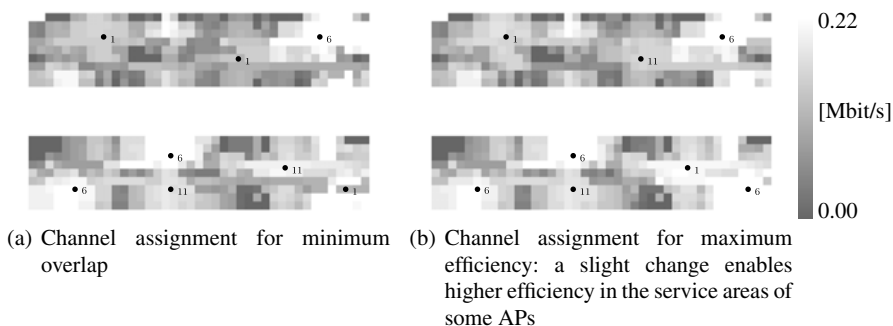 1
6
1
6
11
6
11
1
(a) Channel assignment for minimum
overlap
1
6
11
6
1
6
11
6
(b) Channel assignment for maximum
efficiency: a slight change enables
higher efficiency in the service areas of
some APs
0.22
[Mbit/s]
0.00